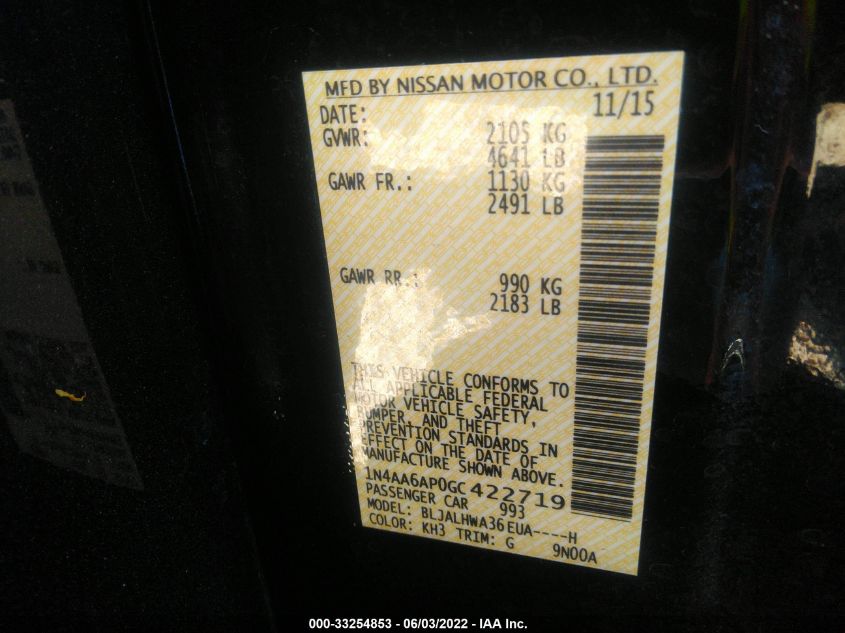 MFD BY NISSAN MOTOR CO., LTD.
DATE: 11/15
GVWR: 2105 KG
4641 LB
GAWR FR.: 1130 KG
2491 LB
GAWR RR.: 990 KG
2183 LB
THIS VEHICLE CONFORMS TO
ALL APPLICABLE FEDERAL
MOTOR VEHICLE SAFETY,
BUMPER, AND THEFT
PREVENTION STANDARDS IN
EFFECT ON THE DATE OF
MANUFACTURE SHOWN ABOVE.
1N4AA6AP0GC422719
PASSENGER CAR 993
MODEL: BLJALHWA36EUA----H
COLOR: KH3 TRIM: G 9N00A
000-33254853 - 06/03/2022 - IAA Inc.